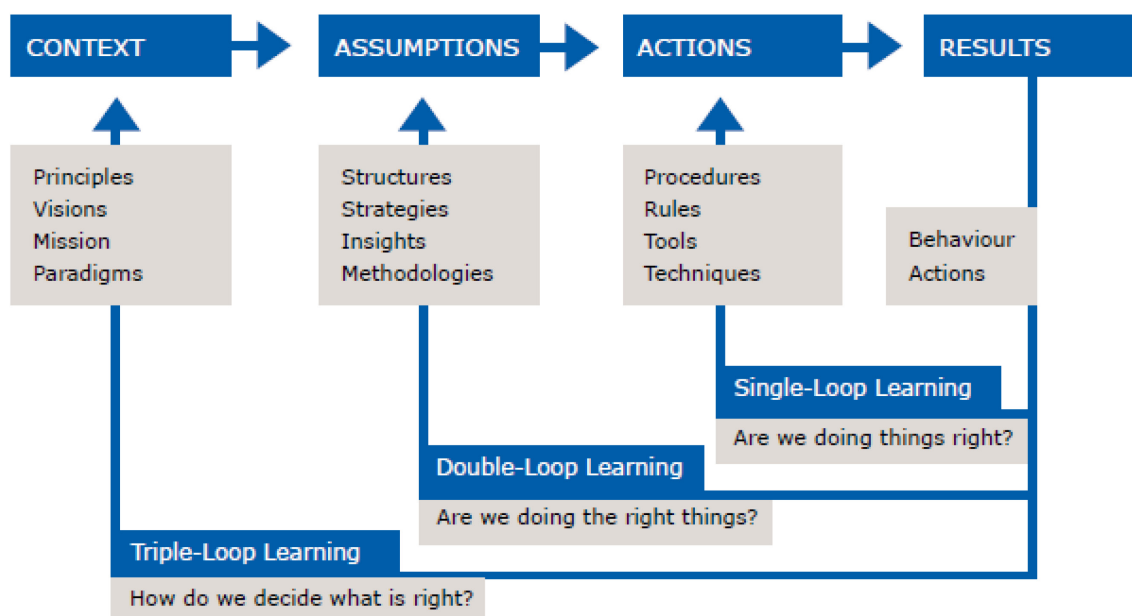 CONTEXT
ASSUMPTIONS
ACTIONS
RESULTS
Principles
Visions
Mission
Paradigms
Structures
Strategies
Insights
Methodologies
Procedures
Rules
Tools
Techniques
Behaviour
Actions
Single-Loop Learning
Are we doing things right?
Double-Loop Learning
Are we doing the right things?
Triple-Loop Learning
How do we decide what is right?